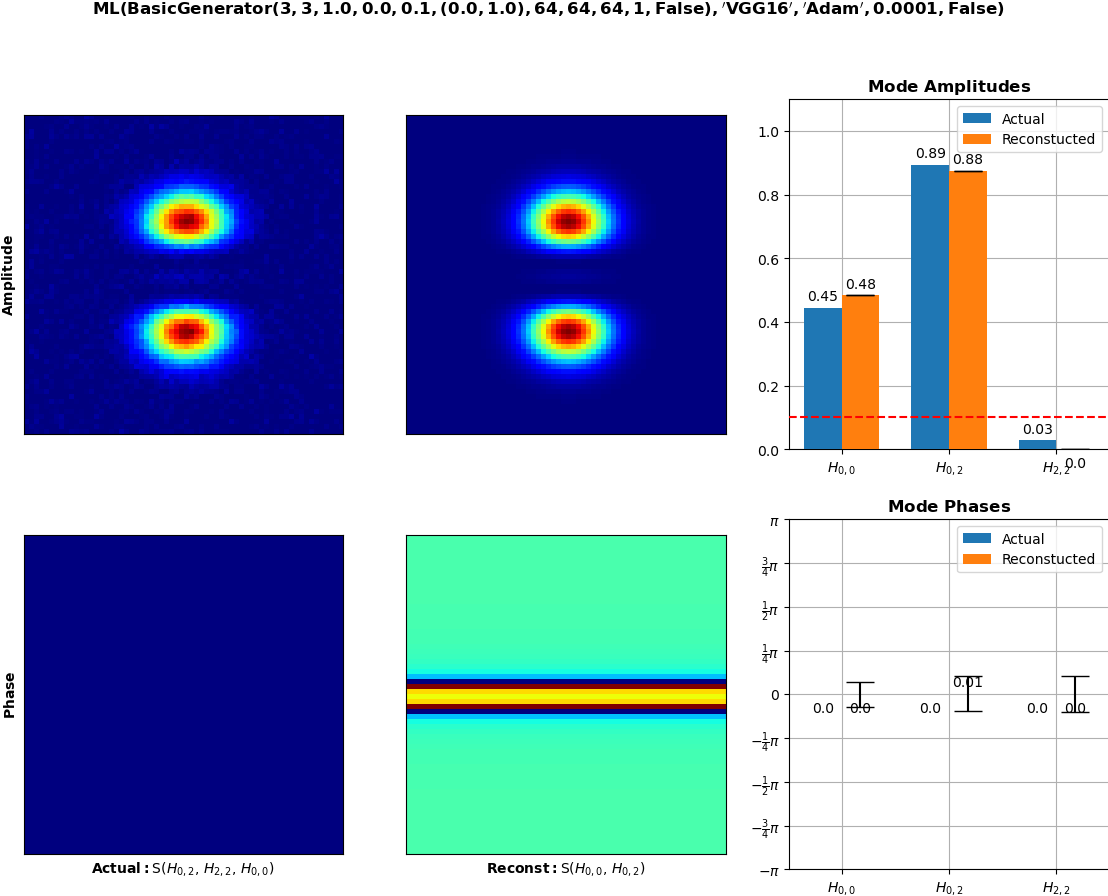 ML(BasicGenerator(3, 3, 1.0, 0.0, 0.1, (0.0, 1.0), 64, 64, 64, 1, False), ′VGG16′, ′Adam′, 0.0001, False)
Mode Amplitudes
Amplitude
1.0
0.8
0.6
0.4
0.2
0.0
Actual
Reconstucted
0.45
0.48
0.89
0.88
0.03
0.0
H0, 0
H0, 2
H2, 2
Mode Phases
Phase
π
3/4π
1/2π
1/4π
0
−1/4π
−1/2π
−3/4π
−π
Actual
Reconstucted
0.0
0.0
0.0
0.01
0.0
0.0
H0, 0
H0, 2
H2, 2
Actual: S(H0, 2, H2, 2, H0, 0)
Reconst: S(H0, 0, H0, 2)